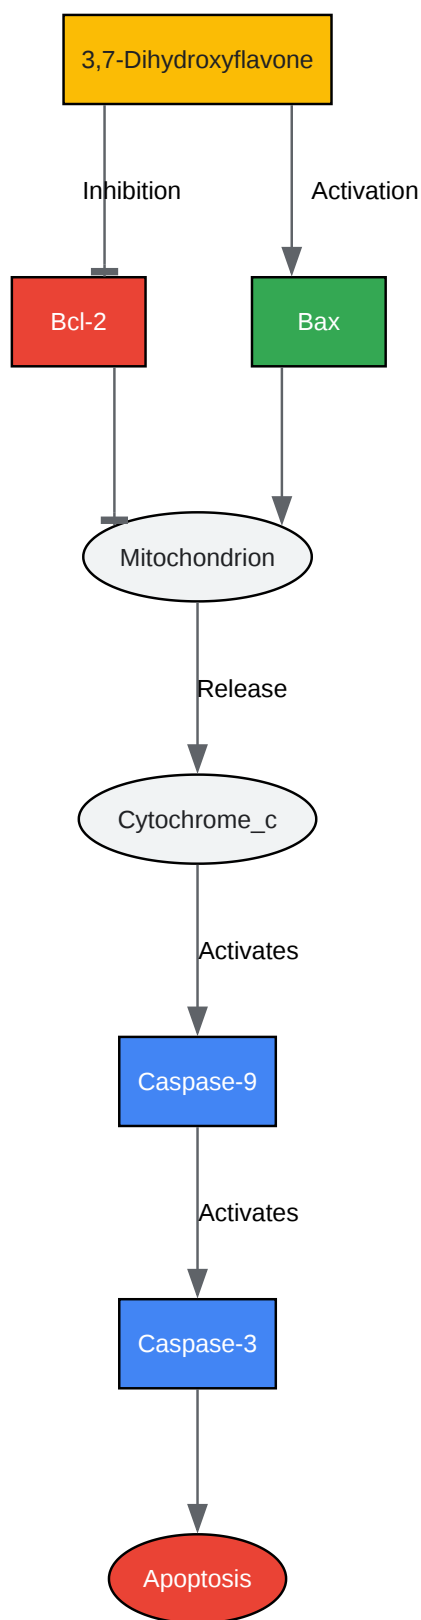 3,7-Dihydroxyflavone
Inhibition
Activation
Bcl-2
Bax
Mitochondrion
Release
Cytochrome_c
Activates
Caspase-9
Activates
Caspase-3
Apoptosis